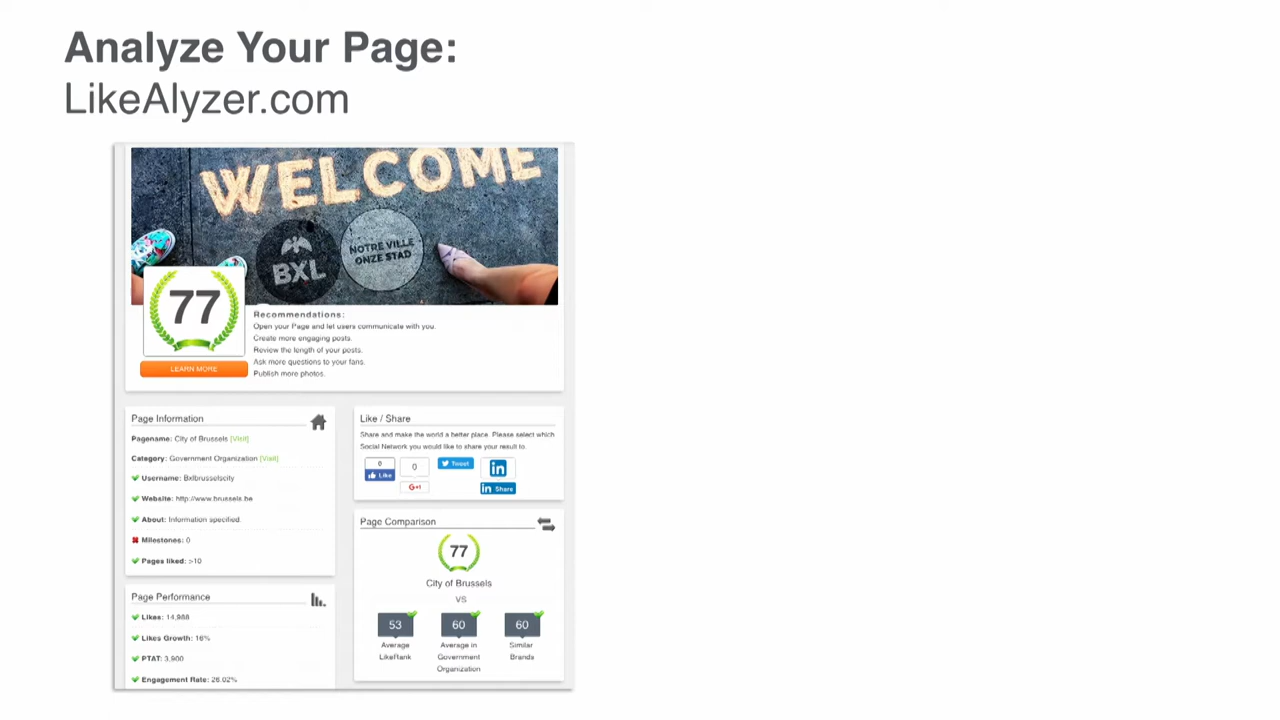 Analyze Your Page:
LikeAlyzer.com
WELCOME
BXL
NOTRE VILLE
ONZE STAD
77
LEARN MORE
Recommendations:
Open your Page and let users communicate with you.
Create more engaging posts.
Review the length of your posts.
Ask more questions to your fans.
Publish more photos.
Page Information
Pagename: City of Brussels [Visit]
Category: Government Organization [Visit]
Username: Bxlbrusselscity
Website: http://www.brussels.be
About: Information specified.
Milestones: 0
Pages liked: >10
Page Performance
Likes: 14,988
Likes Growth: 16%
PTAT: 3,900
Engagement Rate: 26.02%
Like / Share
Share and make the world a better place. Please select which
Social Network you would like to share your result to.
0
Like
0
G+1
Tweet
in
in Share
Page Comparison
77
City of Brussels
VS
53
Average
LikeRank
60
Average in
Government
Organization
60
Similar
Brands